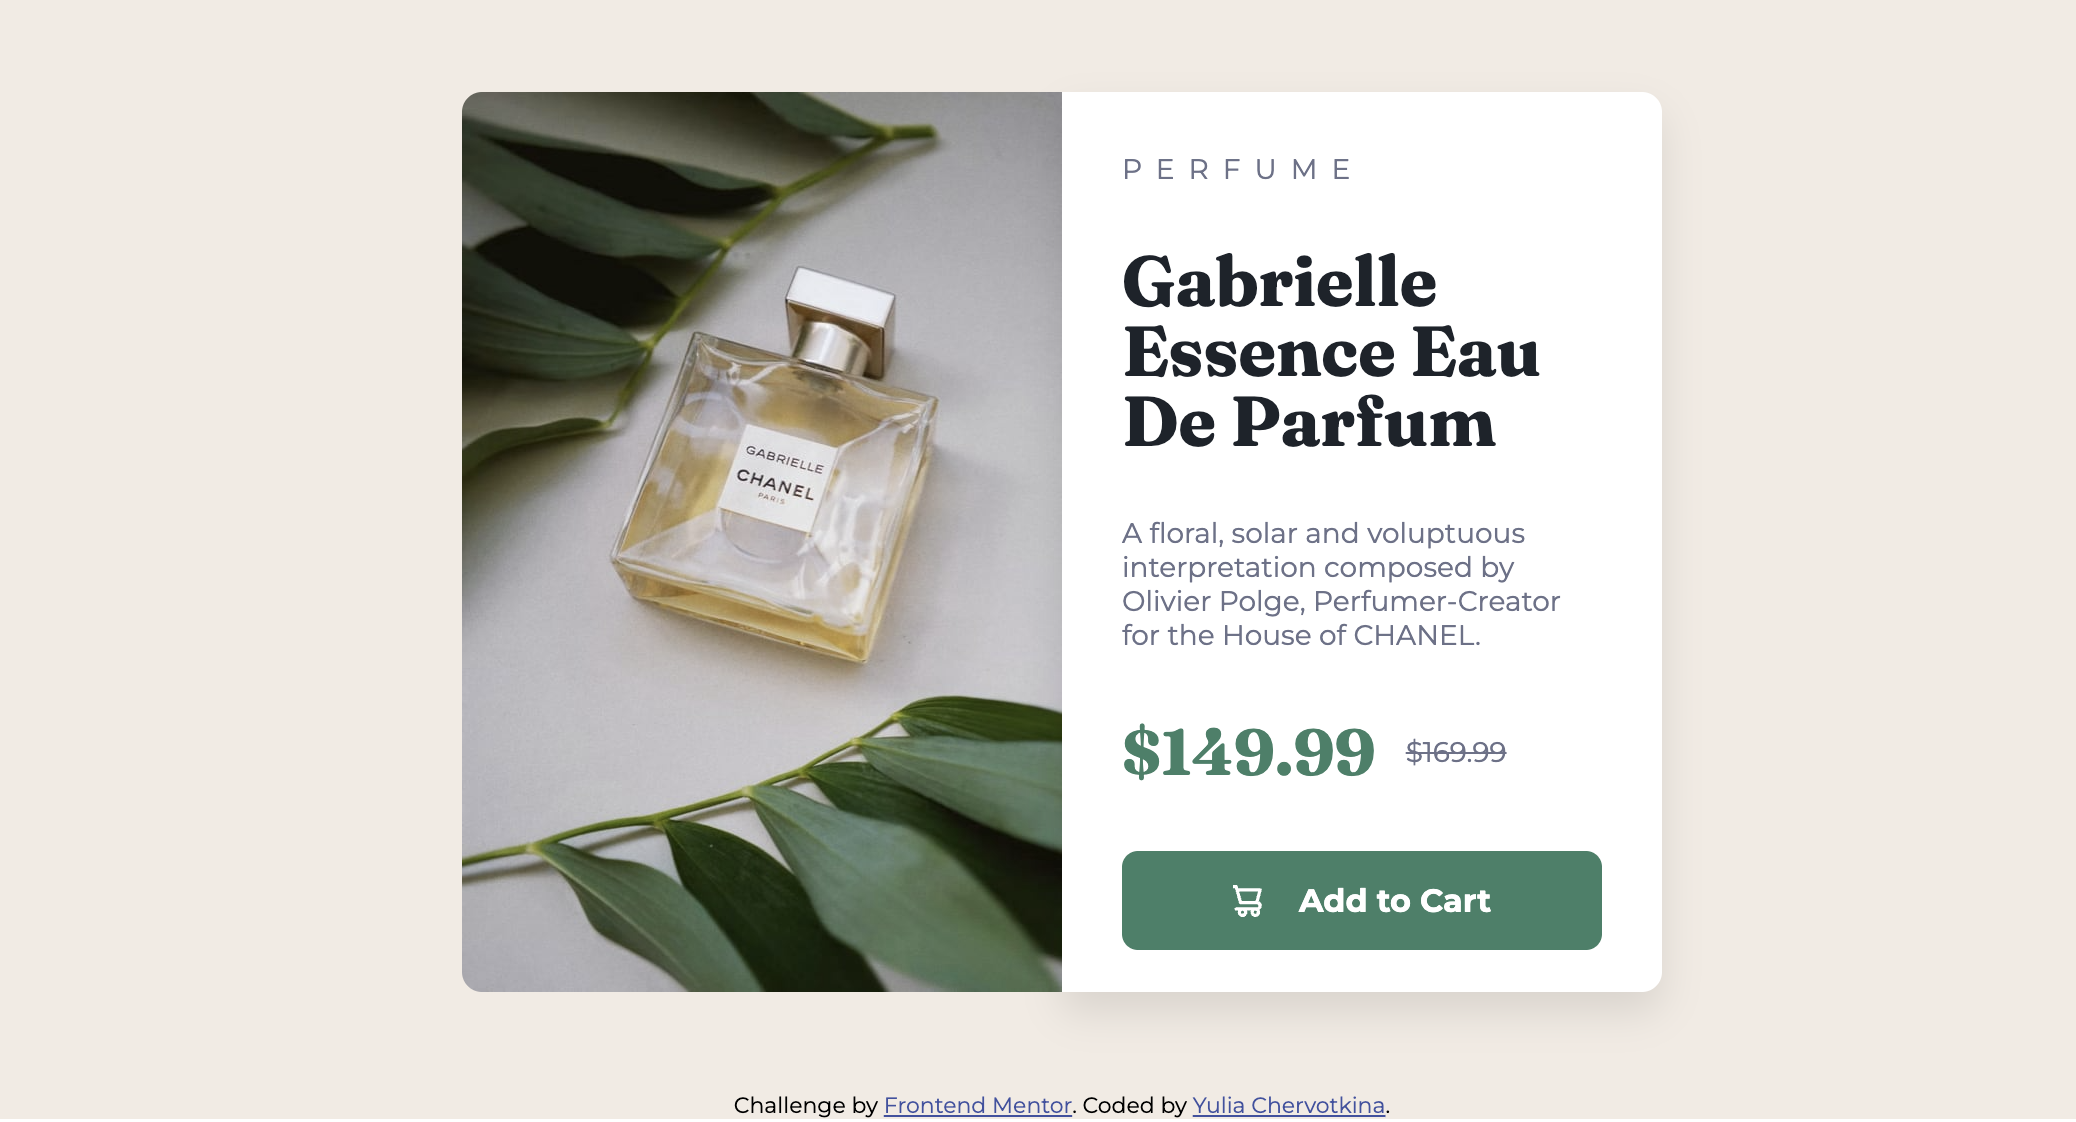 GABRIELLE
CHANEL
PARIS
PERFUME
Gabrielle
Essence Eau
De Parfum
A floral, solar and voluptuous
interpretation composed by
Olivier Polge, Perfumer-Creator
for the House of CHANEL.
$149.99 $169.99
Add to Cart
Challenge by Frontend Mentor. Coded by Yulia Chervotkina.